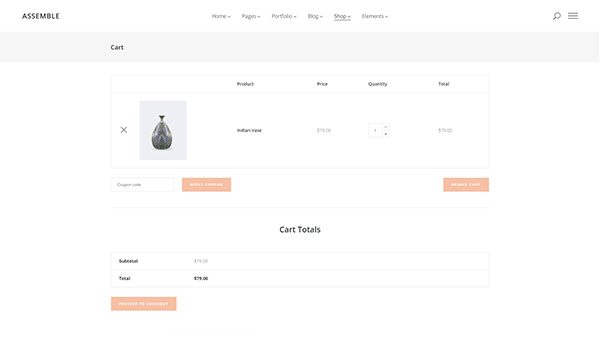 ASSEMBLE
Home Pages Portfolio Blog Shop Elements
Cart
Product Price Quantity Total
Indian Vase $79.00 1 $79.00
Coupon code APPLY COUPON UPDATE CART
Cart Totals
Subtotal $79.00
Total $79.00
PROCEED TO CHECKOUT